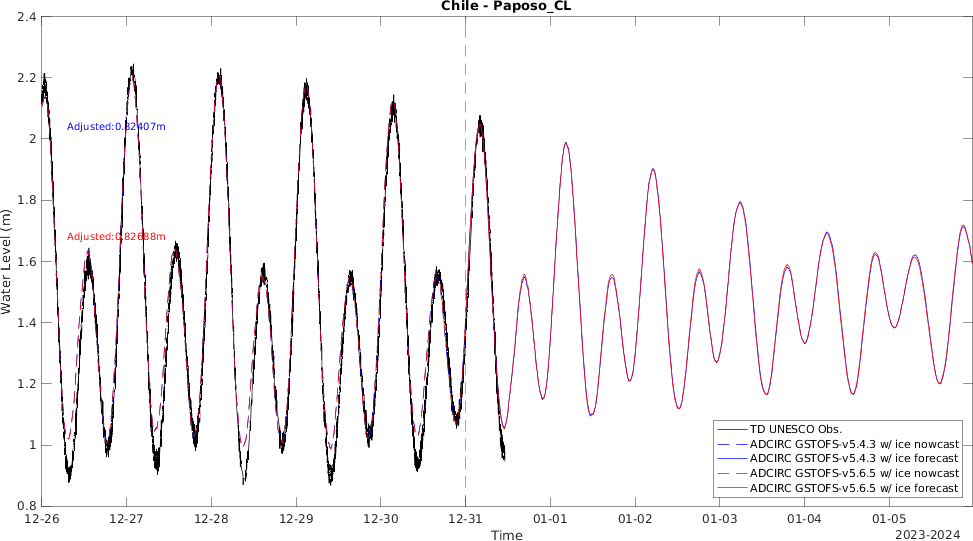 Chile - Paposo_CL
2.4
2.2
2
1.8
1.6
1.4
1.2
1
0.8
Water Level (m)
Adjusted:0.82407m
Adjusted:0.82688m
TD UNESCO Obs.
ADCIRC GSTOFS-v5.4.3 w/ ice nowcast
ADCIRC GSTOFS-v5.4.3 w/ ice forecast
ADCIRC GSTOFS-v5.6.5 w/ ice nowcast
ADCIRC GSTOFS-v5.6.5 w/ ice forecast
12-26 12-27 12-28 12-29 12-30 12-31 01-01 01-02 01-03 01-04 01-05
Time
2023-2024